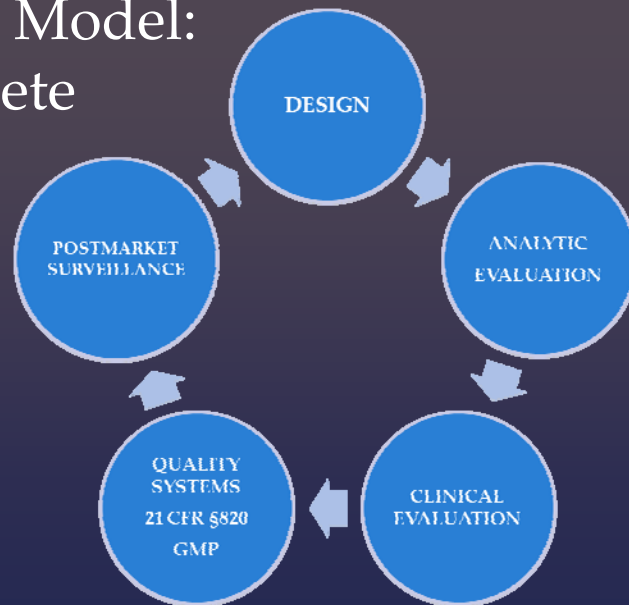 Model:
ete
DESIGN
ANALYTIC
EVALUATION
CLINICAL
EVALUATION
QUALITY
SYSTEMS
21 CFR §820
GMP
POSTMARKET
SURVEILLANCE